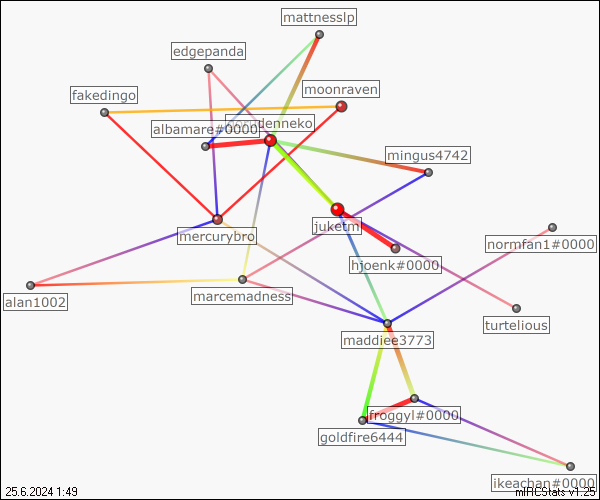 mattnesslp
edgepanda
moonraven
fakedingo
denneko
albamare#0000
mingus4742
juketm
mercurybro
normfan1#0000
hjoenk#0000
alan1002
marcemadness
turtelious
maddiee3773
froggyl#0000
goldfire6444
ikeachan#0000
25.6.2024 1:49
mIRCStats v1.25